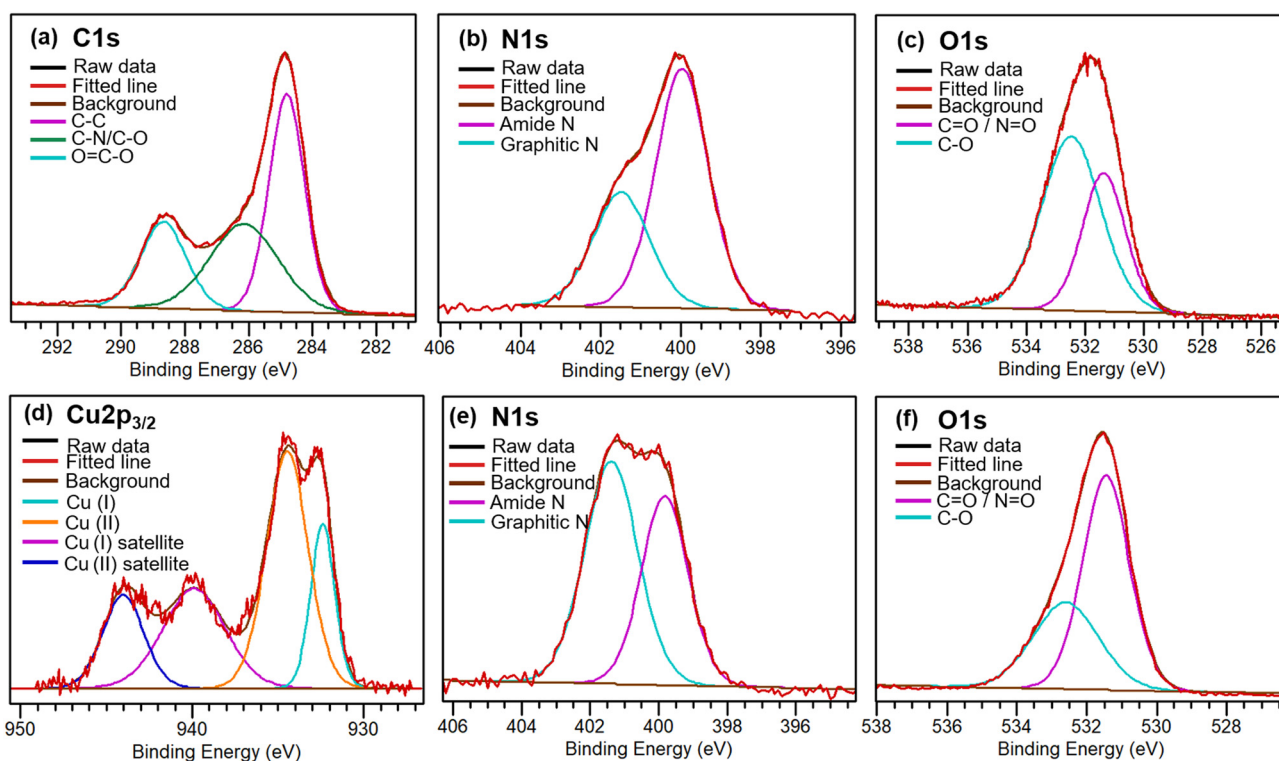 (a) C1s
Raw data
Fitted line
Background
C-C
C-N/C-O
O=C-O
292 290 288 286 284 282
Binding Energy (eV)
(b) N1s
Raw data
Fitted line
Background
Amide N
Graphitic N
406 404 402 400 398 396
Binding Energy (eV)
(c) O1s
Raw data
Fitted line
Background
C=O / N=O
C-O
538 536 534 532 530 528 526
Binding Energy (eV)
(d) Cu2p3/2
Raw data
Fitted line
Background
Cu (I)
Cu (II)
Cu (I) satellite
Cu (II) satellite
950 940 930
Binding Energy (eV)
(e) N1s
Raw data
Fitted line
Background
Amide N
Graphitic N
406 404 402 400 398 396 394
Binding Energy (eV)
(f) O1s
Raw data
Fitted line
Background
C=O / N=O
C-O
538 536 534 532 530 528
Binding Energy (eV)